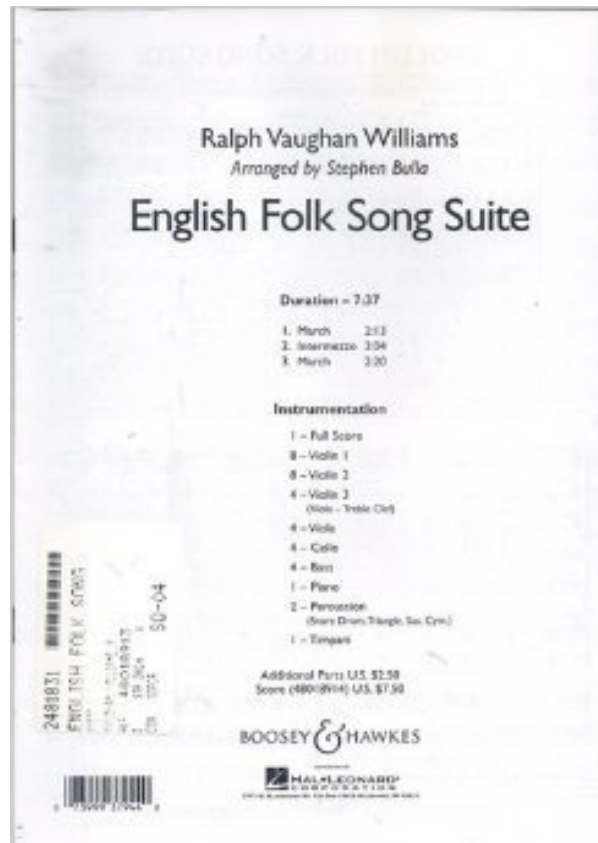 Ralph Vaughan Williams
Arranged by Stephen Bulla
English Folk Song Suite
Duration – 7:37
1. March 2:13
2. Intermezzo 3:04
3. March 2:20
Instrumentation
1 – Full Score
8 – Violin 1
8 – Violin 2
4 – Violin 3
(Viola – Treble Clef)
4 – Viola
4 – Cello
4 – Bass
1 – Piano
2 – Percussion
(Snare Drum, Triangle, Sus. Cym.)
1 – Timpani
Additional Parts U.S. $2.50
Score (48018914) U.S. $7.50
BOOSEY & HAWKES
HAL•LEONARD®
CORPORATION
2481831
ENGLISH FOLK SONG
48018913
SO-04